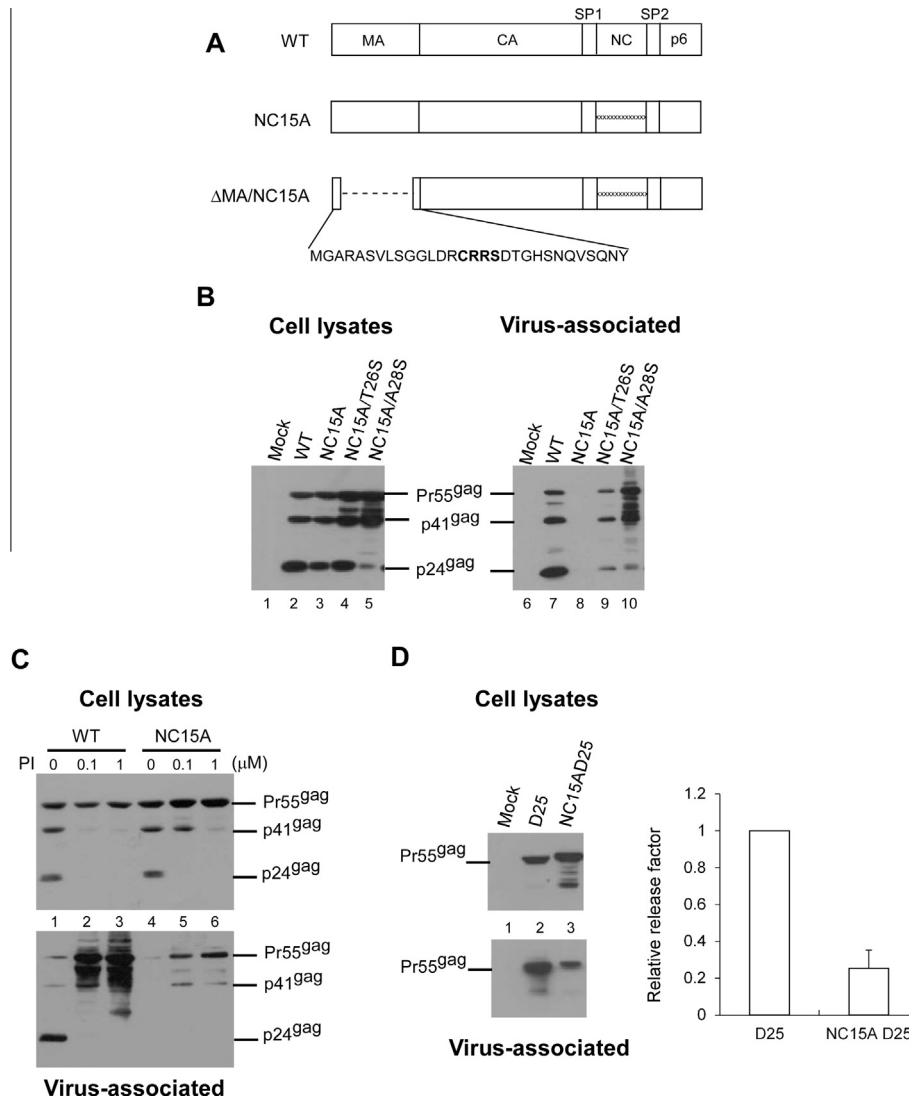 A
SP1 SP2
WT MA CA NC p6
NC15A
xxxxxxxxxxxxx
ΔMA/NC15A
MGARASVLSGGLDRCRRSDTGHSNQVSQNY
B
Cell lysates
Virus-associated
Mock WT NC15A NC15A/T26S NC15A/A28S
Mock WT NC15A NC15A/T26S NC15A/A28S
Pr55gag
p41gag
p24gag
1 2 3 4 5
6 7 8 9 10
C
Cell lysates
WT NC15A
PI 0 0.1 1 0 0.1 1 (μM)
Pr55gag
p41gag
p24gag
1 2 3 4 5 6
Pr55gag
p41gag
p24gag
Virus-associated
D
Cell lysates
Mock D25 NC15AD25
Pr55gag
1 2 3
Pr55gag
Virus-associated
Relative release factor
1.2
1
0.8
0.6
0.4
0.2
0
D25 NC15A D25